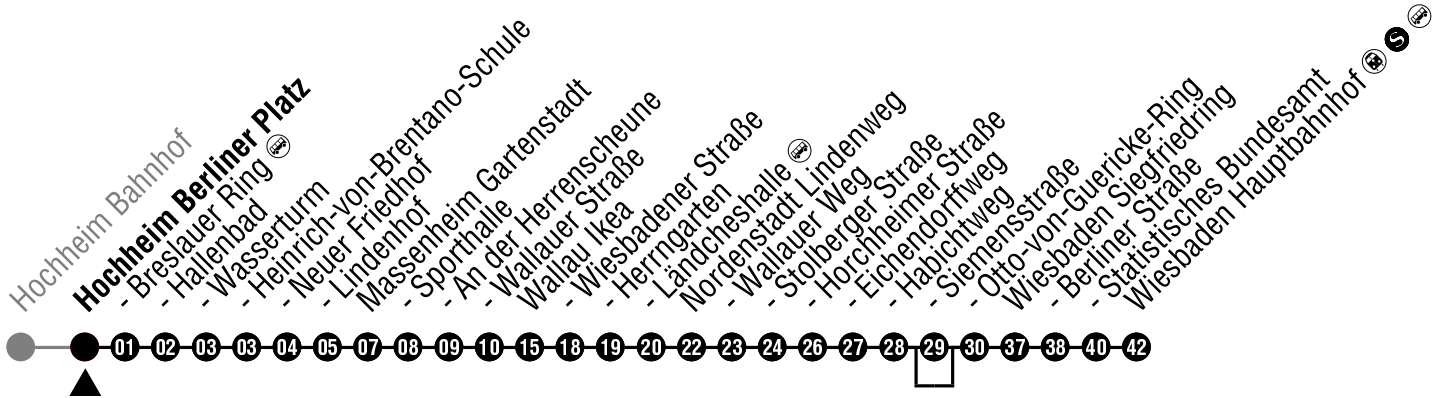 Hochheim Bahnhof
Hochheim Berliner Platz
- Breslauer Ring
- Hallenbad
- Wasserturm
- Heinrich-von-Brentano-Schule
- Neuer Friedhof
- Lindenhof
Massenheim Gartenstadt
- Sporthalle
- An der Herrenscheune
- Wallauer Straße
Wallau Ikea
- Wiesbadener Straße
- Herrngarten
- Ländcheshalle
Nordenstadt Lindenweg
- Wallauer Weg
- Stolberger Straße
- Horchheimer Straße
- Eichendorffweg
- Habichtweg
- Siemensstraße
- Otto-von-Guericke-Ring
Wiesbaden Siegfriedring
- Berliner Straße
- Statistisches Bundesamt
Wiesbaden Hauptbahnhof S
01 02 03 03 04 05 07 08 09 10 15 18 19 20 22 23 24 26 27 28 29 30 37 38 40 42